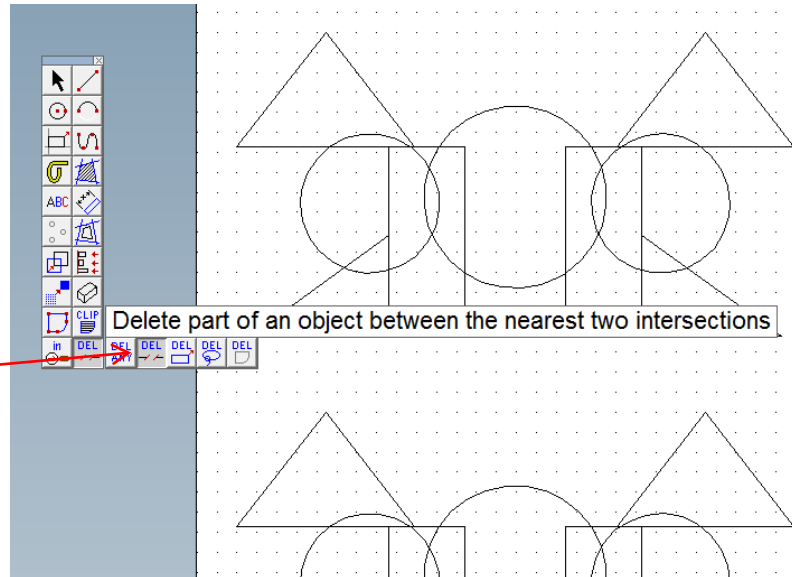 ABC
CLIP
Delete part of an object between the nearest two intersections
in DEL DEL ANY DEL DEL DEL DEL